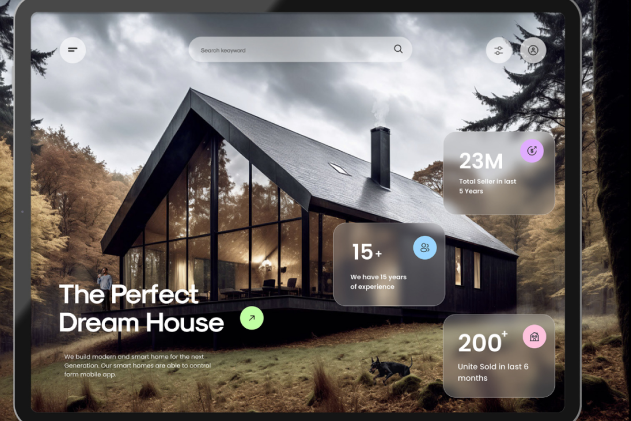 Search keayword
23M
Total Seller in last
5 Years
15+
We have 15 years
of experience
The Perfect
Dream House
We build modern and smart home for the next
Generation; Our smart homes are able to control
form mobile app
200+
Unite Sold in last 6
months